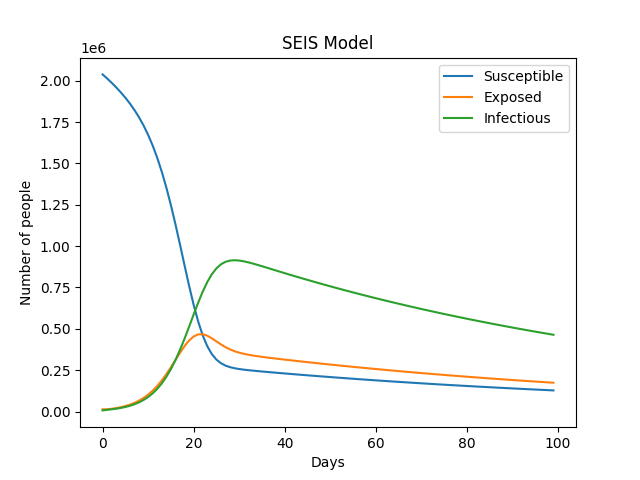 SEIS Model
1e6
Susceptible
Exposed
Infectious
2.00
1.75
1.50
1.25
1.00
0.75
0.50
0.25
0.00
Number of people
0 20 40 60 80 100
Days